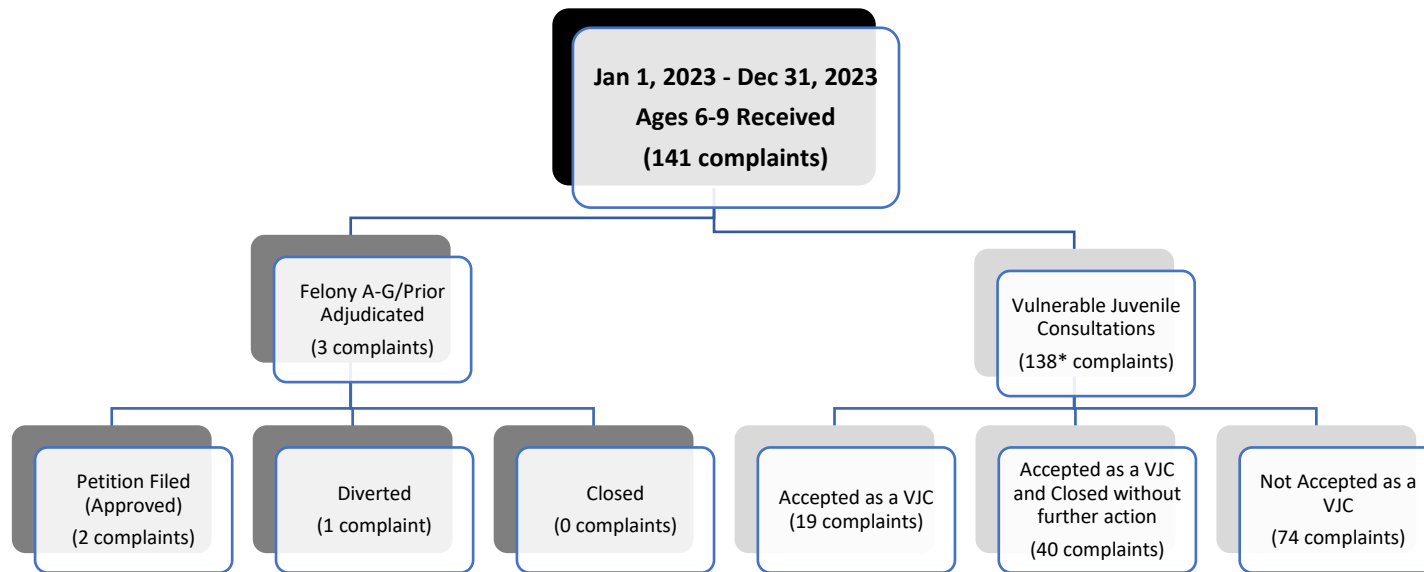 Jan 1, 2023 - Dec 31, 2023
Ages 6-9 Received
(141 complaints)
Felony A-G/Prior
Adjudicated
(3 complaints)
Vulnerable Juvenile
Consultations
(138* complaints)
Petition Filed
(Approved)
(2 complaints)
Diverted
(1 complaint)
Closed
(0 complaints)
Accepted as a VJC
(19 complaints)
Accepted as a VJC
and Closed without
further action
(40 complaints)
Not Accepted as a
VJC
(74 complaints)